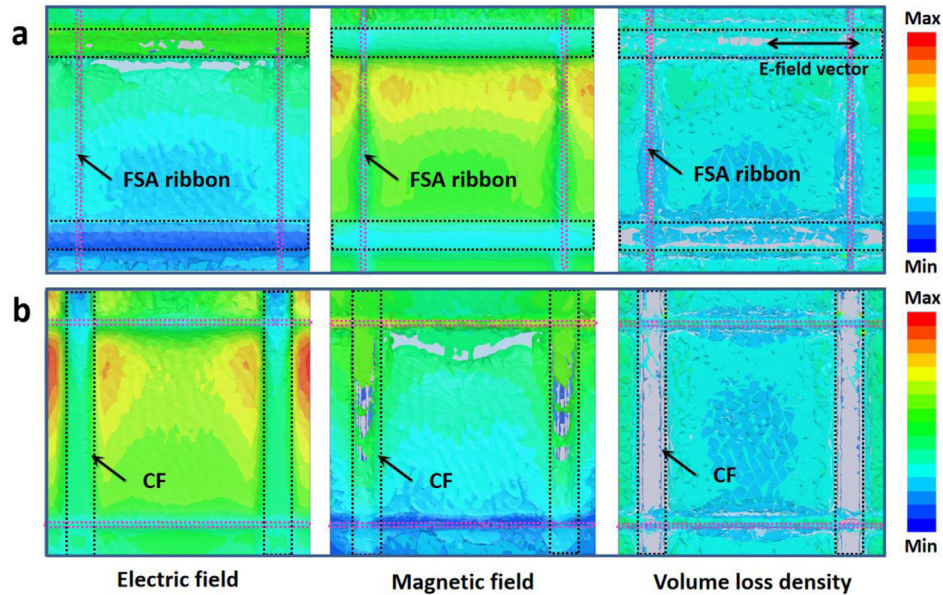 a
Max
E-field vector
FSA ribbon
FSA ribbon
FSA ribbon
Min
b
Max
CF
CF
CF
Min
Electric field
Magnetic field
Volume loss density